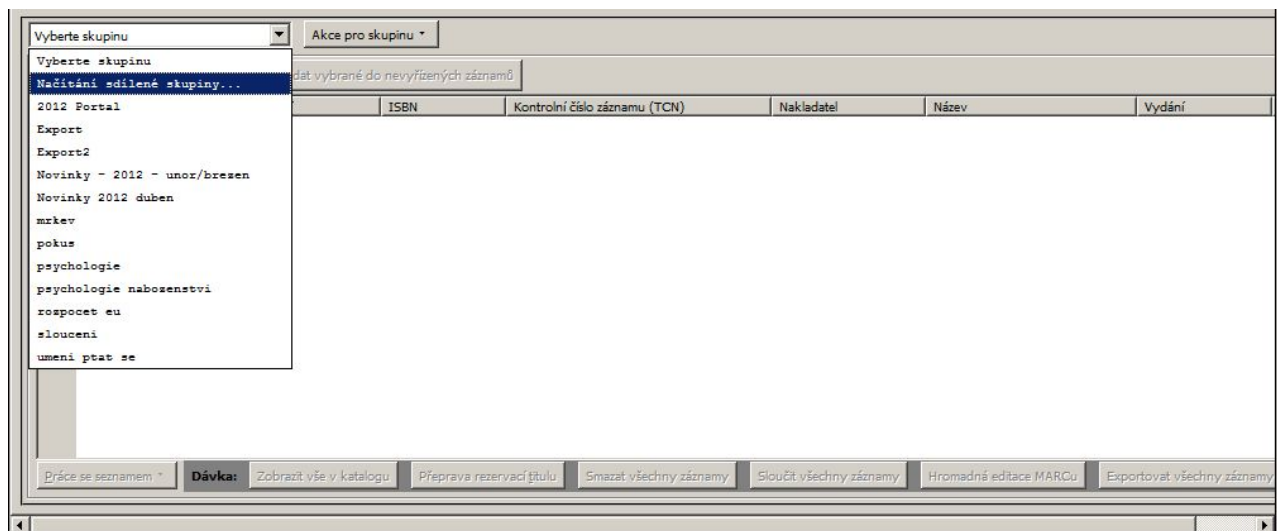 Vyberte skupinu
Akce pro skupinu
Vyberte skupinu
Načítání sdílené skupiny...
vybrané do nevyřízených záznamů
2012 Portal
ISBN
Kontrolní číslo záznamu (TCN)
Nakladatel
Název
Vydání
Export
Export2
Novinky - 2012 - unor/brezen
Novinky 2012 duben
mrkev
pokus
psychologie
psychologie nabozenstvi
rozpocet eu
slouceni
umeni ptat se
Práce se seznamem
Dávka:
Zobrazit vše v katalogu
Přeprava rezervací titulu
Smazat všechny záznamy
Sloučit všechny záznamy
Hromadná editace MARCu
Exportovat všechny záznamy